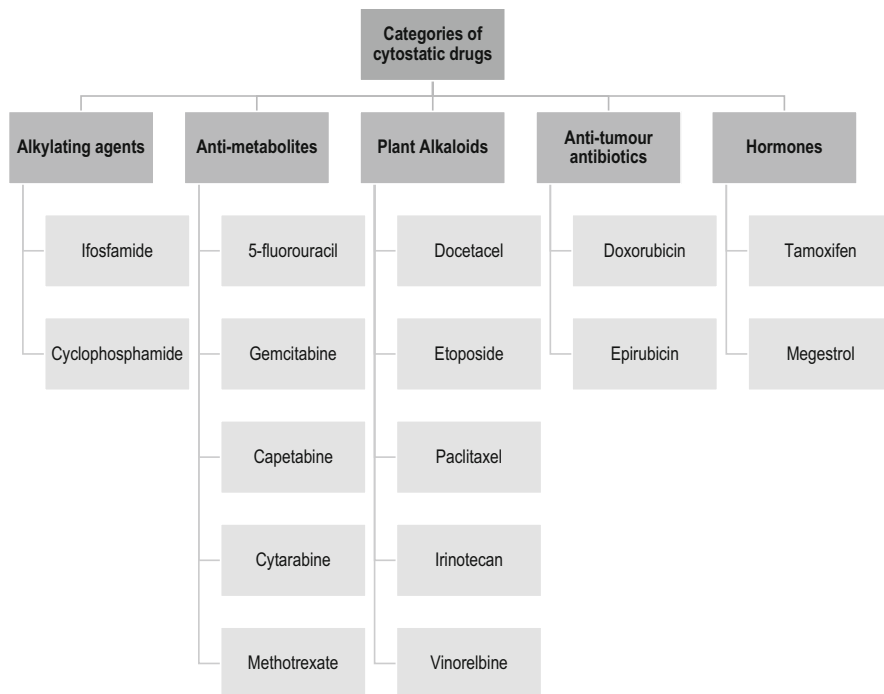 Categories of
cytostatic drugs
Alkylating agents
Anti-metabolites
Plant Alkaloids
Anti-tumour
antibiotics
Hormones
Ifosfamide
5-fluorouracil
Docetacel
Doxorubicin
Tamoxifen
Cyclophosphamide
Gemcitabine
Etoposide
Epirubicin
Megestrol
Capetabine
Paclitaxel
Cytarabine
Irinotecan
Methotrexate
Vinorelbine